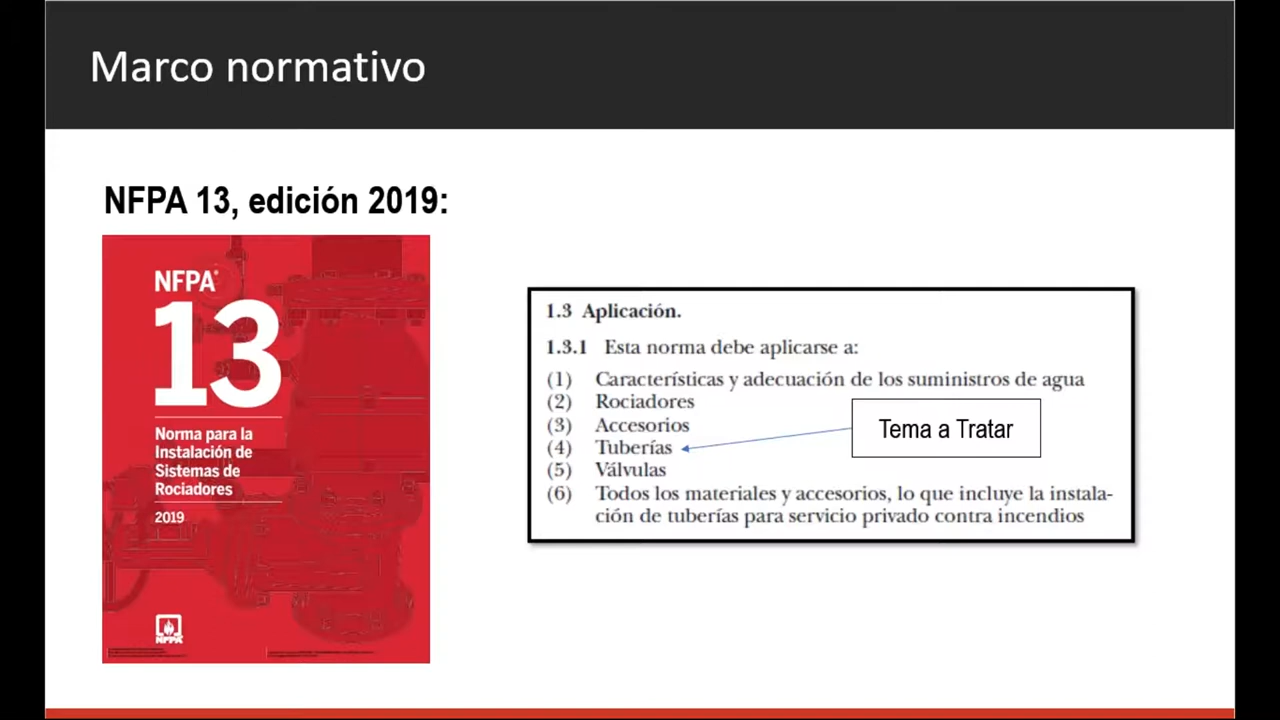 Marco normativo
NFPA 13, edición 2019:
NFPA®
13
Norma para la
Instalación de
Sistemas de
Rociadores
2019
NFPA
1.3 Aplicación.
1.3.1 Esta norma debe aplicarse a:
(1) Características y adecuación de los suministros de agua
(2) Rociadores
(3) Accesorios
(4) Tuberías
(5) Válvulas
(6) Todos los materiales y accesorios, lo que incluye la instala-
ción de tuberías para servicio privado contra incendios
Tema a Tratar